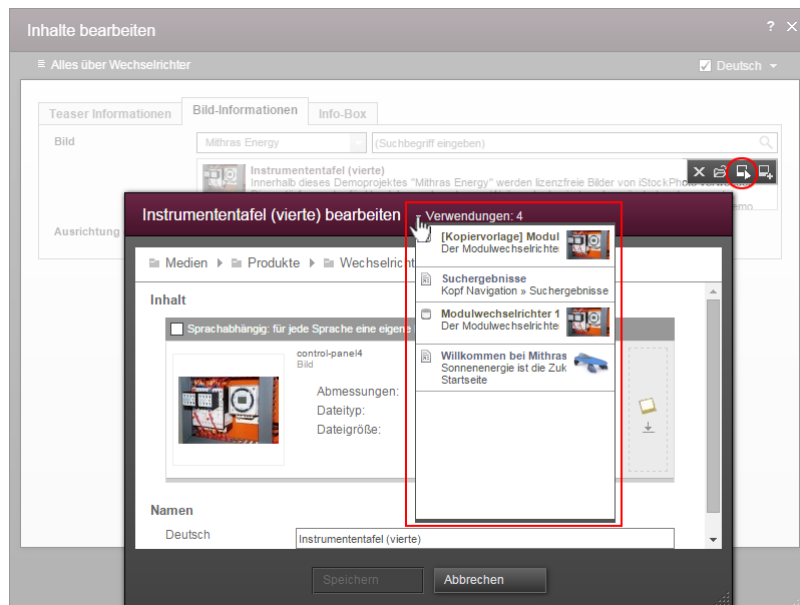 Inhalte bearbeiten
?
Alles über Wechselrichter
Deutsch
Teaser Informationen
Bild-Informationen
Info-Box
Bild
Mithras Energy
(Suchbegriff eingeben)
Instrumententafel (vierte)
Innerhalb dieses Demoprojektes "Mithras Energy" werden lizenzfreie Bilder von iStockPhoto
Ausrichtung
Instrumententafel (vierte) bearbeiten
Verwendungen: 4
[Kopiervorlage] Modul
Der Modulwechselrichte
Suchergebnisse
Kopf Navigation » Suchergebnisse
Modulwechselrichter 1
Der Modulwechselrichte
Willkommen bei Mithras
Sonnenenergie ist die Zuk
Startseite
Medien
Produkte
Wechselricht
Inhalt
Sprachabhängig: für jede Sprache eine eigene
control-panel4
Bild
Abmessungen:
Dateityp:
Dateigröße:
Namen
Deutsch
Instrumententafel (vierte)
Speichern
Abbrechen